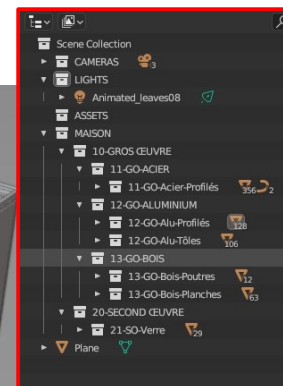 Scene Collection
CAMERAS 3
LIGHTS
Animated_leaves08
ASSETS
MAISON
10-GROS ŒUVRE
11-GO-ACIER
11-GO-Acier-Profilés 356 2
12-GO-ALUMINIUM
12-GO-Alu-Profilés 128
12-GO-Alu-Tôles 106
13-GO-BOIS
13-GO-Bois-Poutres 12
13-GO-Bois-Planches 63
20-SECOND ŒUVRE
21-SO-Verre 29
Plane